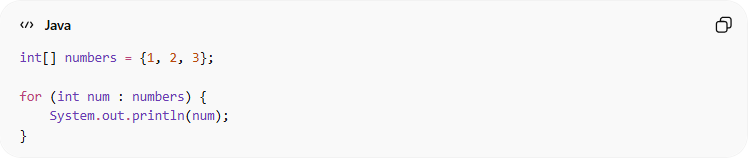 </> Java
int[] numbers = {1, 2, 3};
for (int num : numbers) {
    System.out.println(num);
}